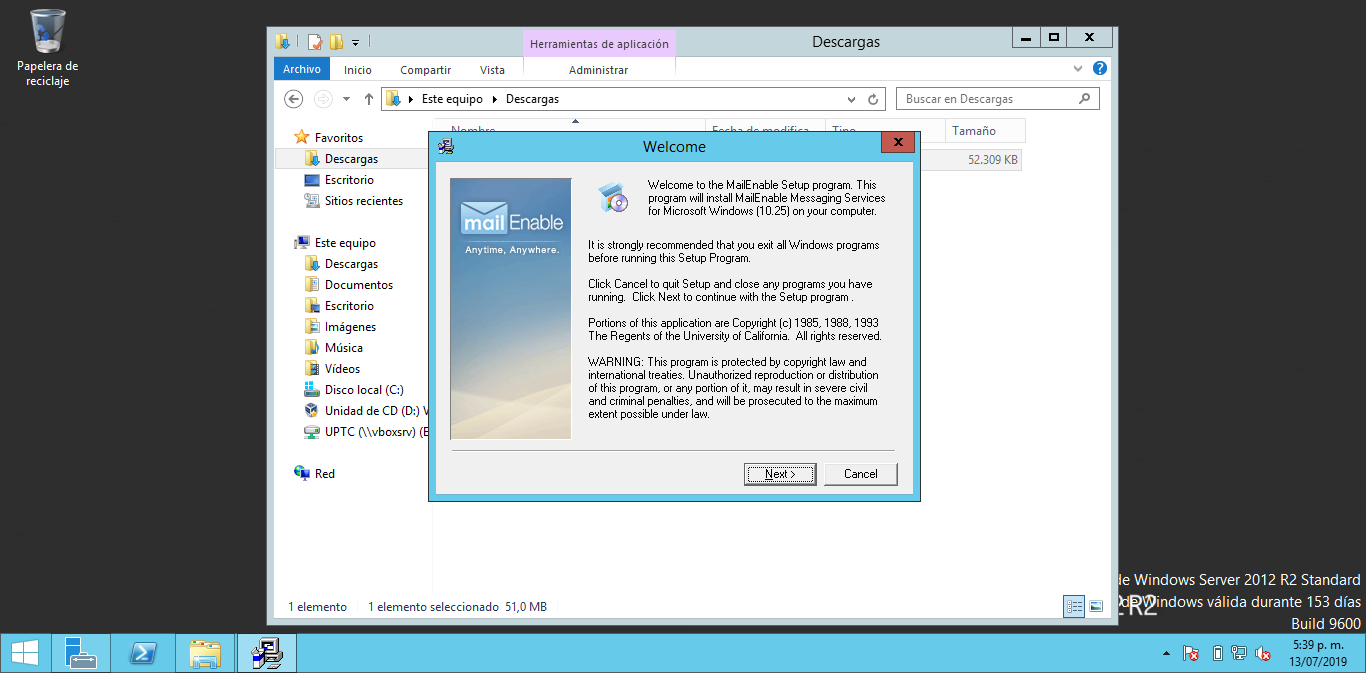 Papelera de
reciclaje
Herramientas de aplicación
Descargas
Archivo
Inicio
Compartir
Vista
Administrar
Este equipo
Descargas
Buscar en Descargas
Nombre
Fecha de modifica...
Tipo
Tamaño
52.309 KB
Favoritos
Descargas
Escritorio
Sitios recientes
Este equipo
Descargas
Documentos
Escritorio
Imágenes
Música
Vídeos
Disco local (C:)
Unidad de CD (D:) V
UPTC (\\vboxsrv) (E
Red
Welcome
mailEnable
Anytime, Anywhere.
Welcome to the MailEnable Setup program. This
program will install MailEnable Messaging Services
for Microsoft Windows (10.25) on your computer.
It is strongly recommended that you exit all Windows programs
before running this Setup Program.
Click Cancel to quit Setup and close any programs you have
running. Click Next to continue with the Setup program .
Portions of this application are Copyright (c) 1985, 1988, 1993
The Regents of the University of California. All rights reserved.
WARNING: This program is protected by copyright law and
international treaties. Unauthorized reproduction or distribution
of this program, or any portion of it, may result in severe civil
and criminal penalties, and will be prosecuted to the maximum
extent possible under law.
Next >
Cancel
1 elemento
1 elemento seleccionado 51,0 MB
de Windows Server 2012 R2 Standard
de Windows válida durante 153 días
2 R2
Build 9600
5:39 p. m.
13/07/2019